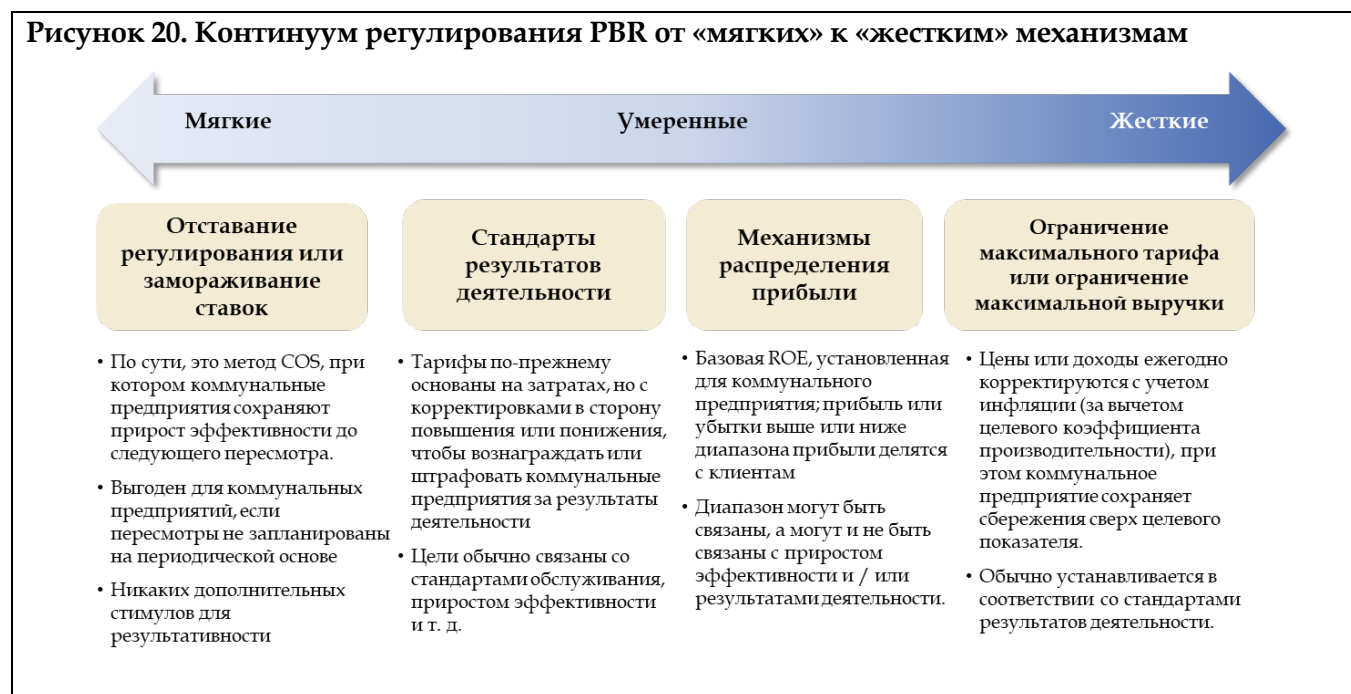 Рисунок 20. Континуум регулирования PBR от «мягких» к «жестким» механизмам
Мягкие
Умеренные
Жесткие
Отставание
регулирования или
замораживание
ставок
• По сути, это метод COS, при
котором коммунальные
предприятия сохраняют
прирост эффективности до
следующего пересмотра.
• Выгоден для коммунальных
предприятий, если
пересмотры не запланированы
на периодической основе
• Никаких дополнительных
стимулов для
результативности
Стандарты
результатов
деятельности
• Тарифы по-прежнему
основаны на затратах, но с
корректировками в сторону
повышения или понижения,
чтобы вознаграждать или
штрафовать коммунальные
предприятия за результаты
деятельности
• Цели обычно связаны со
стандартами обслуживания,
приростом эффективности
и т. д.
Механизмы
распределения
прибыли
• Базовая ROE, установленная
для коммунального
предприятия; прибыль или
убытки выше или ниже
диапазона прибыли делятся
с клиентам
• Диапазон могут быть
связаны, а могут и не быть
связаны с приростом
эффективности и / или
результатами деятельности.
Ограничение
максимального тарифа
или ограничение
максимальной выручки
• Цены или доходы ежегодно
корректируются с учетом
инфляции (за вычетом
целевого коэффициента
производительности), при
этом коммунальное
предприятие сохраняет
сбережения сверх целевого
показателя.
• Обычно устанавливается в
соответствии со стандартами
результатов деятельности.